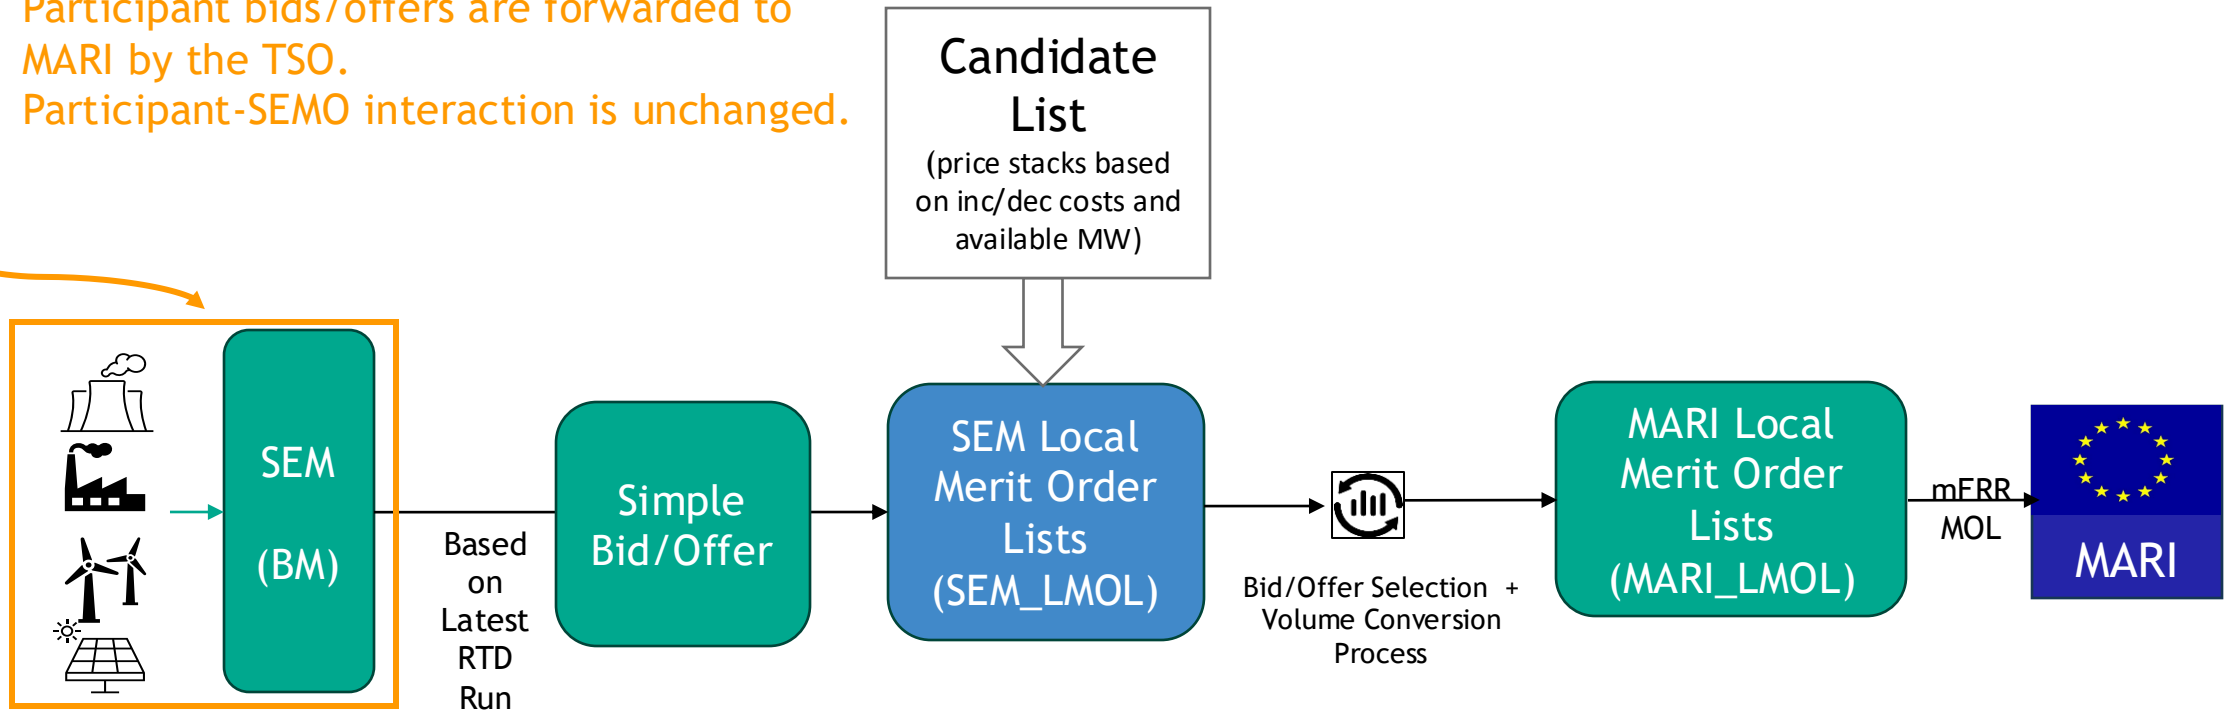 Participant bids/offers are forwarded to
MARI by the TSO.
Participant-SEMO interaction is unchanged.
Candidate
List
(price stacks based
on inc/dec costs and
available MW)
SEM
(BM)
Based
on
Latest
RTD
Run
Simple
Bid/Offer
SEM Local
Merit Order
Lists
(SEM_LMOL)
Bid/Offer Selection +
Volume Conversion
Process
MARI Local
Merit Order
Lists
(MARI_LMOL)
mFRR
MOL
MARI